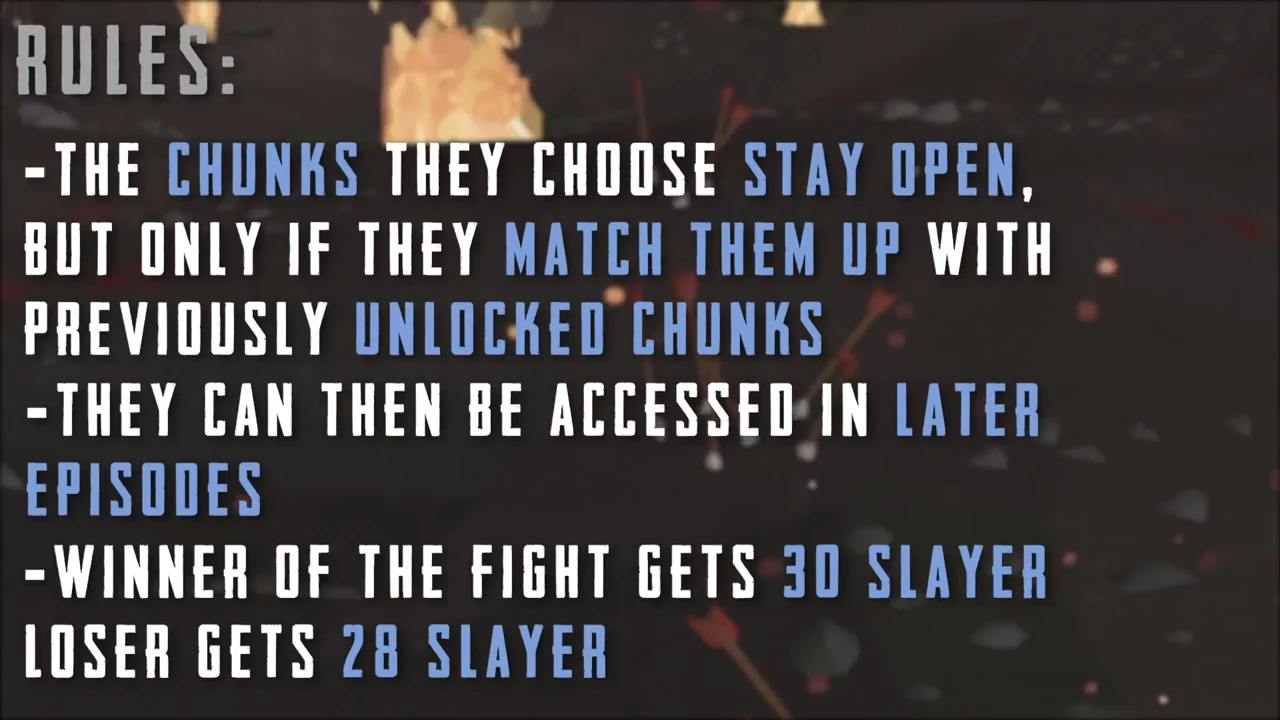 RULES:
-THE CHUNKS THEY CHOOSE STAY OPEN,
BUT ONLY IF THEY MATCH THEM UP WITH
PREVIOUSLY UNLOCKED CHUNKS
-THEY CAN THEN BE ACCESSED IN LATER
EPISODES
-WINNER OF THE FIGHT GETS 30 SLAYER
LOSER GETS 28 SLAYER